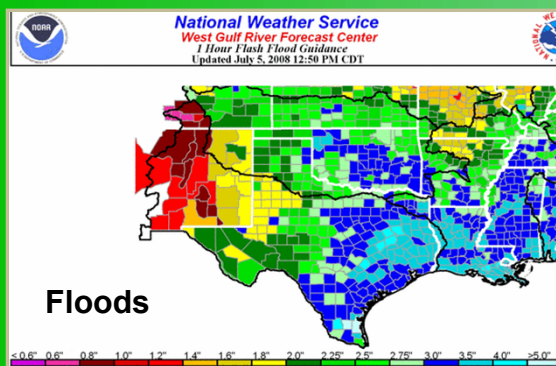 National Weather Service
West Gulf River Forecast Center
1 Hour Flash Flood Guidance
Updated July 5, 2008 12:50 PM CDT
NOAA
Floods
< 0.6" 0.6" 0.8" 1.0" 1.2" 1.4" 1.6" 1.8" 2.0" 2.25" 2.5" 2.75" 3.0" 3.5" 4.0" >5.0"